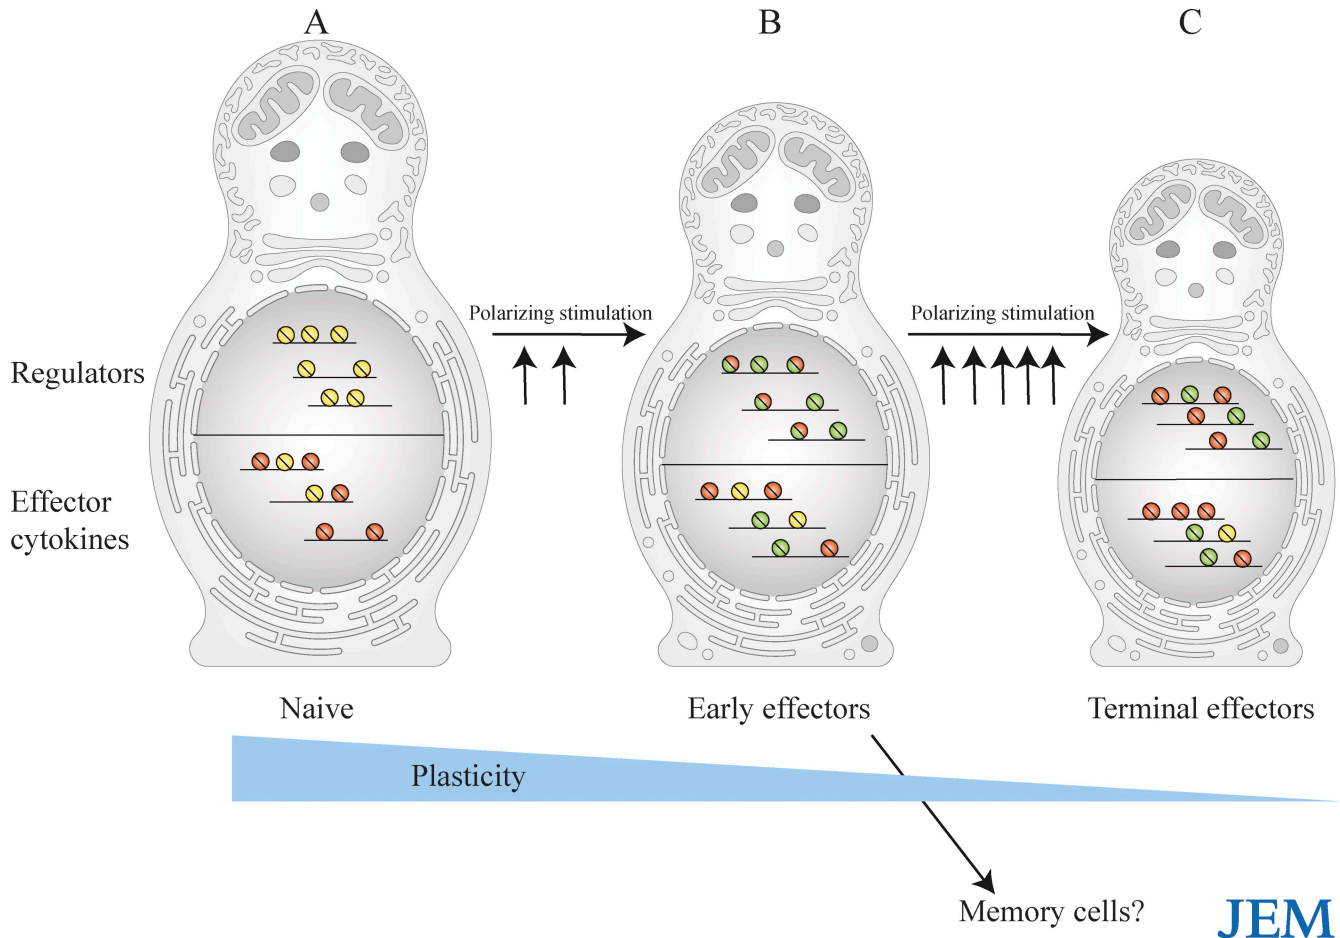 A
B
C
Polarizing stimulation
Polarizing stimulation
Regulators
Effector
cytokines
Naive
Early effectors
Terminal effectors
Plasticity
Memory cells?
JEM